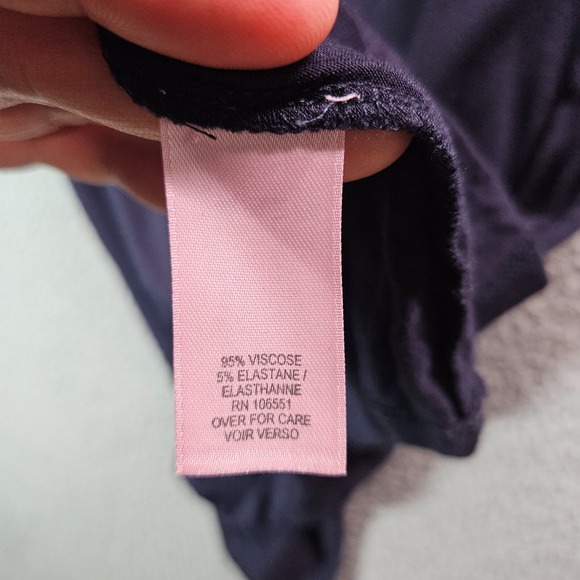 95% VISCOSE
5% ELASTANE /
ELASTHANNE
RN 106551
OVER FOR CARE
VOIR VERSO